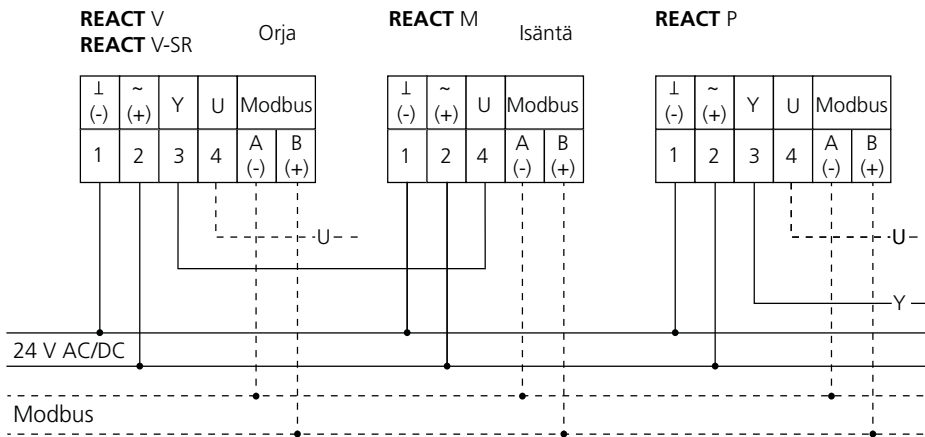 REACT V
REACT V-SR
Orja
REACT M
Isäntä
REACT P
⊥ ~ Y U Modbus
(-) (+)
1 2 3 4 A B
(-) (+)
⊥ ~ U Modbus
(-) (+)
1 2 4 A B
(-) (+)
⊥ ~ Y U Modbus
(-) (+)
1 2 3 4 A B
(-) (+)
U
U
Y
24 V AC/DC
Modbus